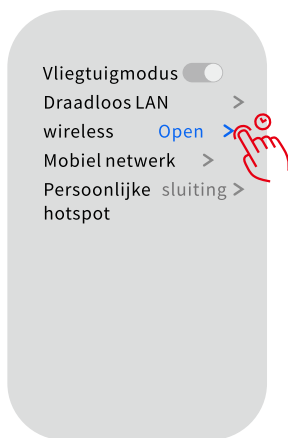 Vliegtuigmodus
Draadloos LAN
wireless Open
Mobiel netwerk
Persoonlijke sluiting
hotspot